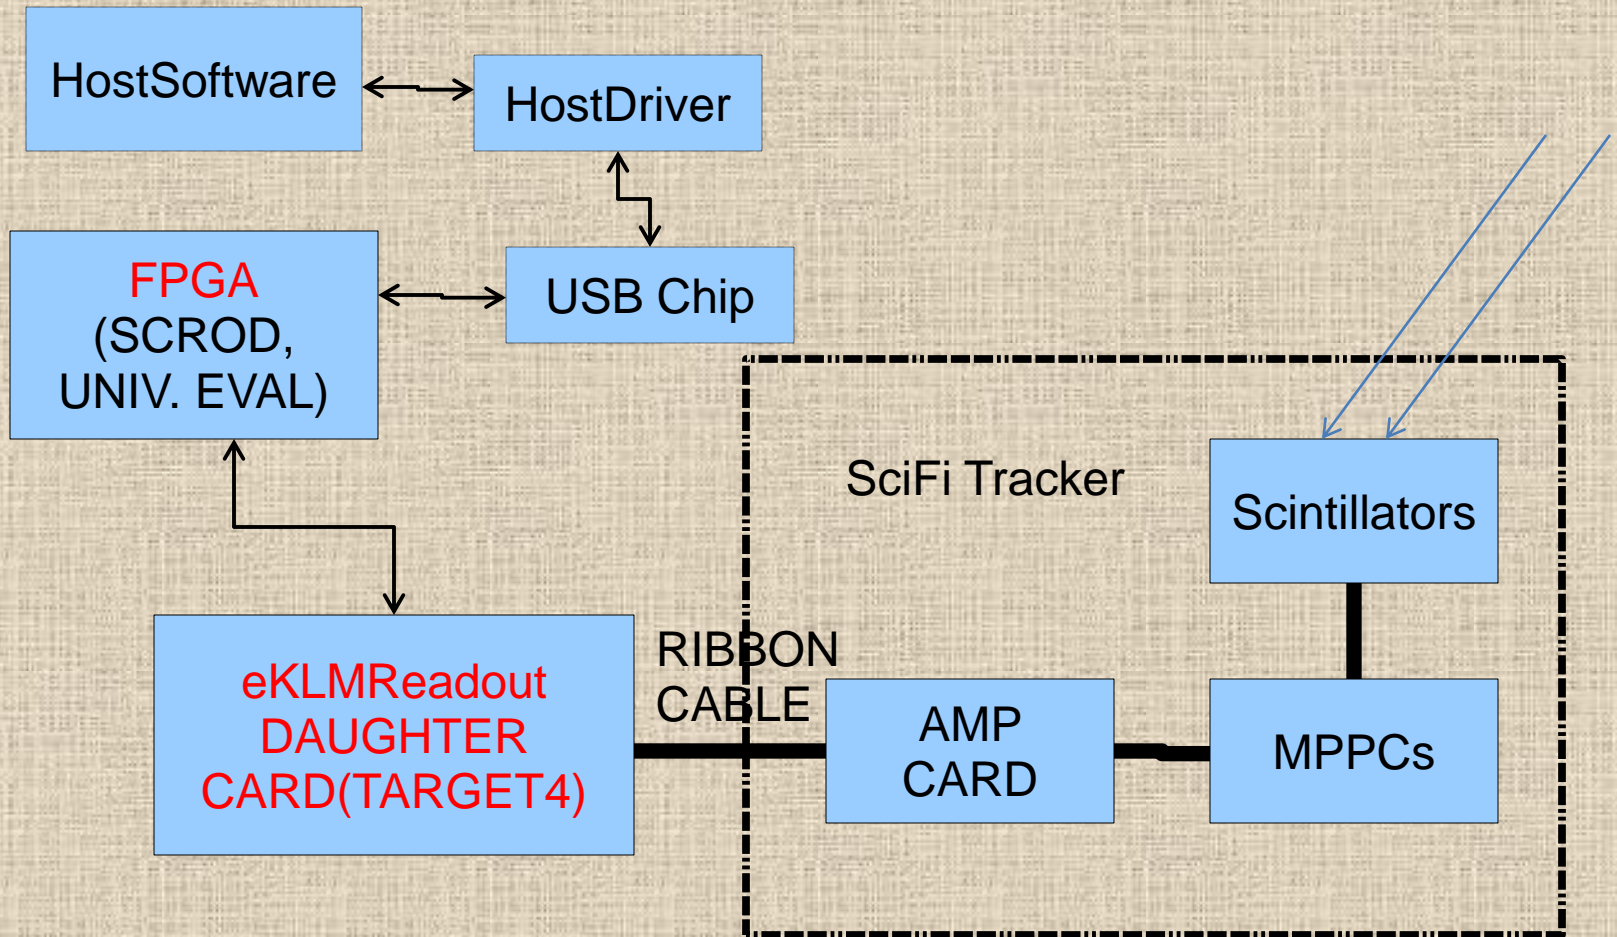 HostSoftware
HostDriver
FPGA
(SCROD,
UNIV. EVAL)
USB Chip
SciFi Tracker
Scintillators
eKLMReadout
DAUGHTER
CARD(TARGET4)
RIBBON
CABLE
AMP
CARD
MPPCs